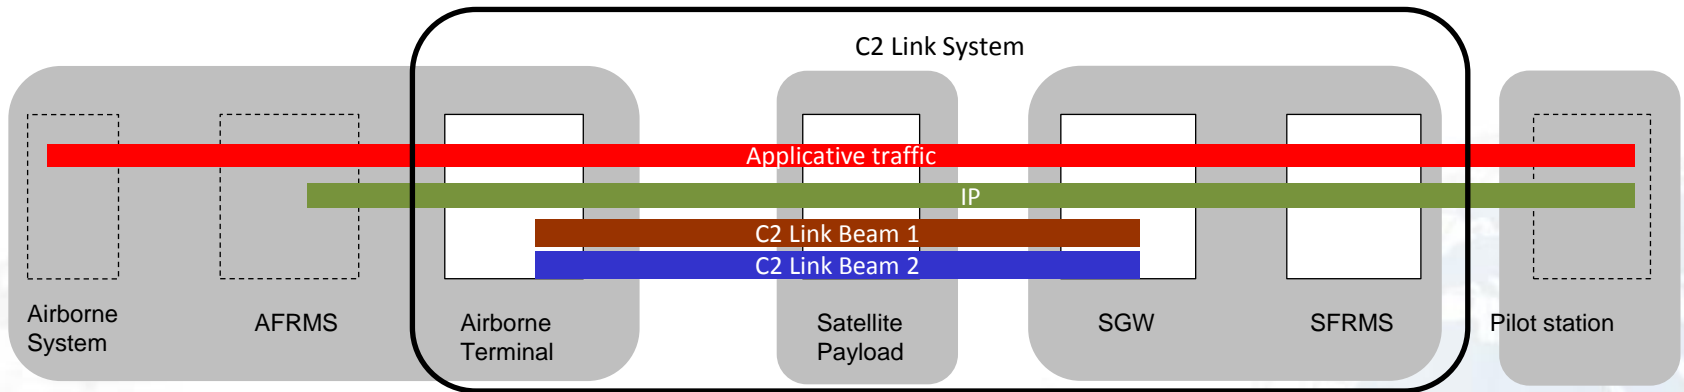 C2 Link System
Applicative traffic
IP
C2 Link Beam 1
C2 Link Beam 2
Airborne
System
AFRMS
Airborne
Terminal
Satellite
Payload
SGW
SFRMS
Pilot station